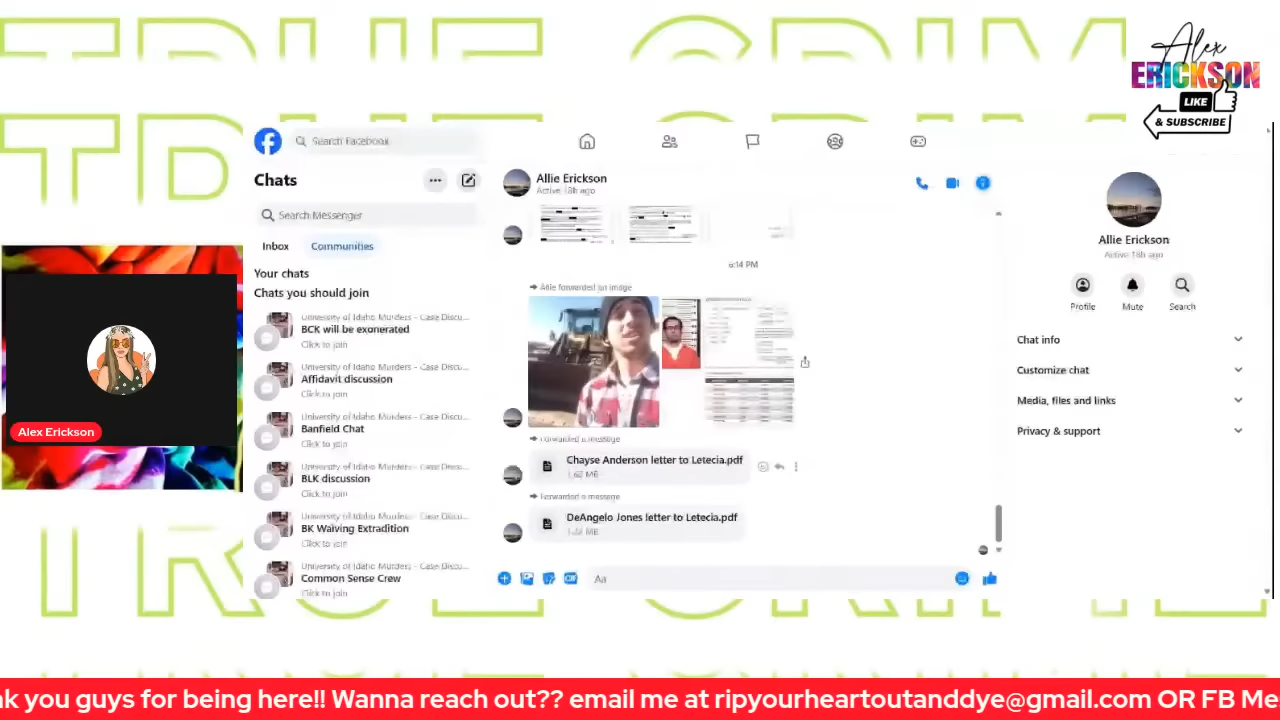 TRUE CRIME
Alex
ERICKSON
LIKE
& SUBSCRIBE
TRUE
Search Facebook
Chats
Search Messenger
Inbox
Communities
Your chats
Chats you should join
University of Idaho Murders - Case Discu...
BCK will be exonerated
Click to join
University of Idaho Murders - Case Discu...
Affidavit discussion
Click to join
University of Idaho Murders - Case Discu...
Banfield Chat
Click to join
University of Idaho Murders - Case Discu...
BLK discussion
Click to join
University of Idaho Murders - Case Discu...
BK Waiving Extradition
Click to join
University of Idaho Murders - Case Discu...
Common Sense Crew
Click to join
Allie Erickson
Active 18h ago
6:14 PM
Allie forwarded an image
Forwarded a message
Chayse Anderson letter to Letecia.pdf
Forwarded a message
DeAngelo Jones letter to Letecia.pdf
GIF
Aa
Allie Erickson
Active 18h ago
Profile
Mute
Search
Chat info
Customize chat
Media, files and links
Privacy & support
Alex Erickson
TRUE CRIME
nk you guys for being here!! Wanna reach out?? email me at ripyourheartoutanddye@gmail.com OR FB Me